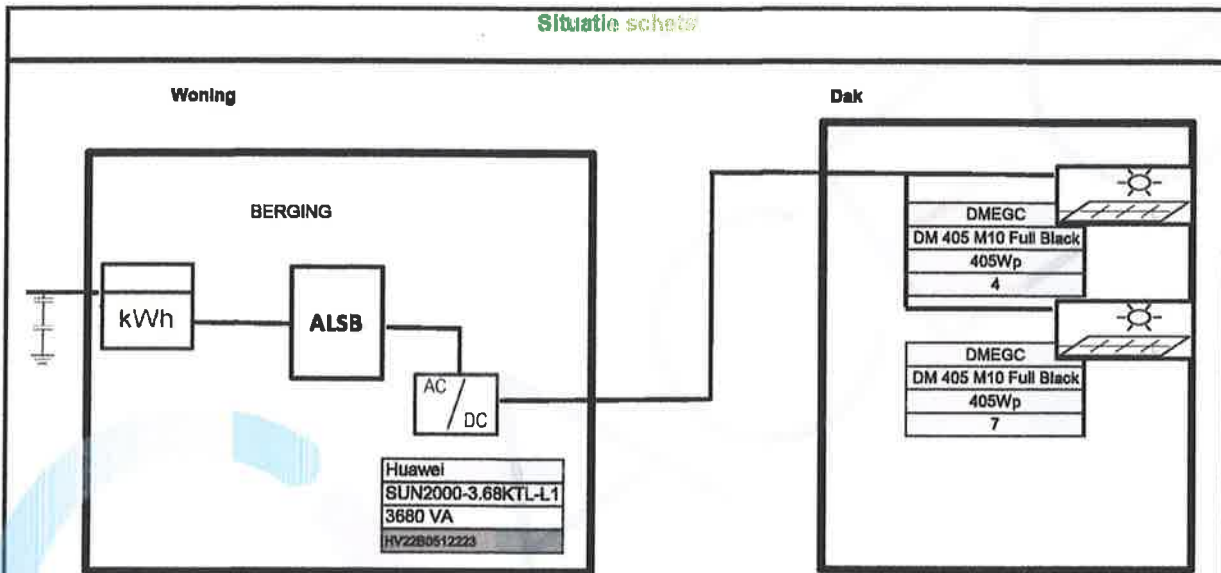 Situatie schets
Woning
Dak
BERGING
kWh
ALSB
AC
DC
Huawei
SUN2000-3.68KTL-L1
3680 VA
HV22B0512223
DMEGC
DM 405 M10 Full Black
405Wp
4
DMEGC
DM 405 M10 Full Black
405Wp
7